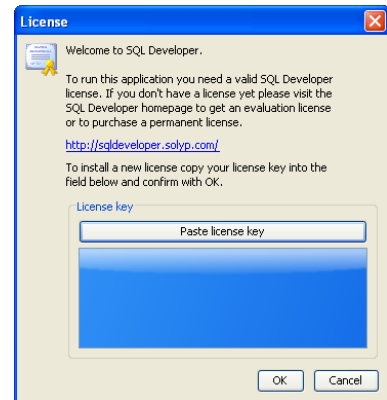 License
Welcome to SQL Developer.
To run this application you need a valid SQL Developer
license. If you don't have a license yet please visit the
SQL Developer homepage to get an evaluation license
or to purchase a permanent license.
http://sqldeveloper.solyp.com/
To install a new license copy your license key into the
field below and confirm with OK.
License key
Paste license key
OK
Cancel